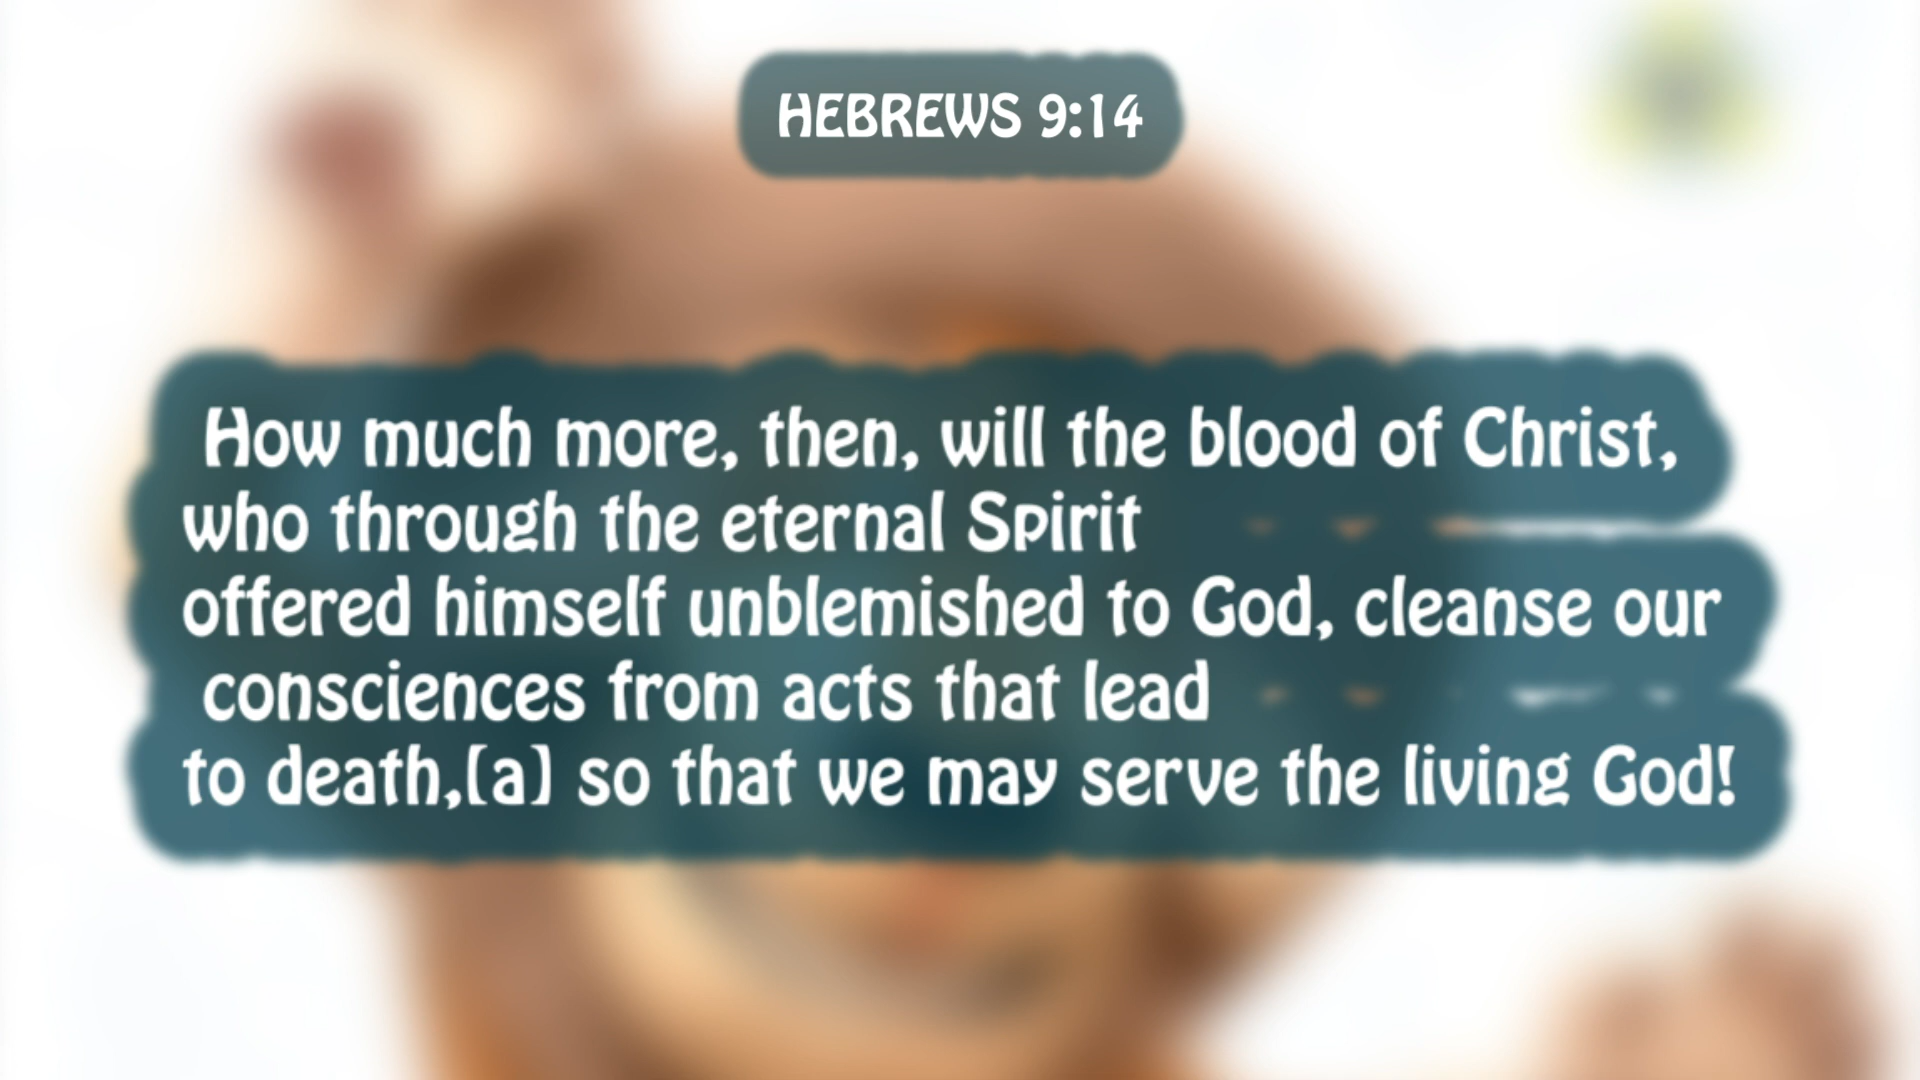 HEBREWS 9:14
How much more, then, will the blood of Christ,
who through the eternal Spirit
offered himself unblemished to God, cleanse our
consciences from acts that lead
to death,[a] so that we may serve the living God!